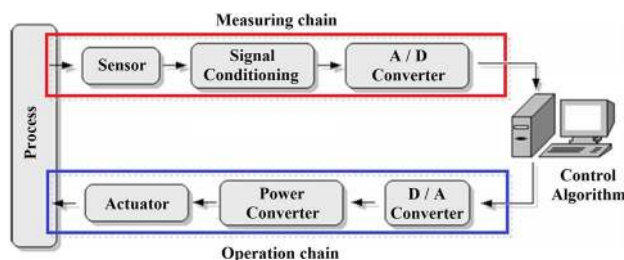 Measuring chain
Process
Sensor
Signal
Conditioning
A / D
Converter
Control
Algorithm
Actuator
Power
Converter
D / A
Converter
Operation chain